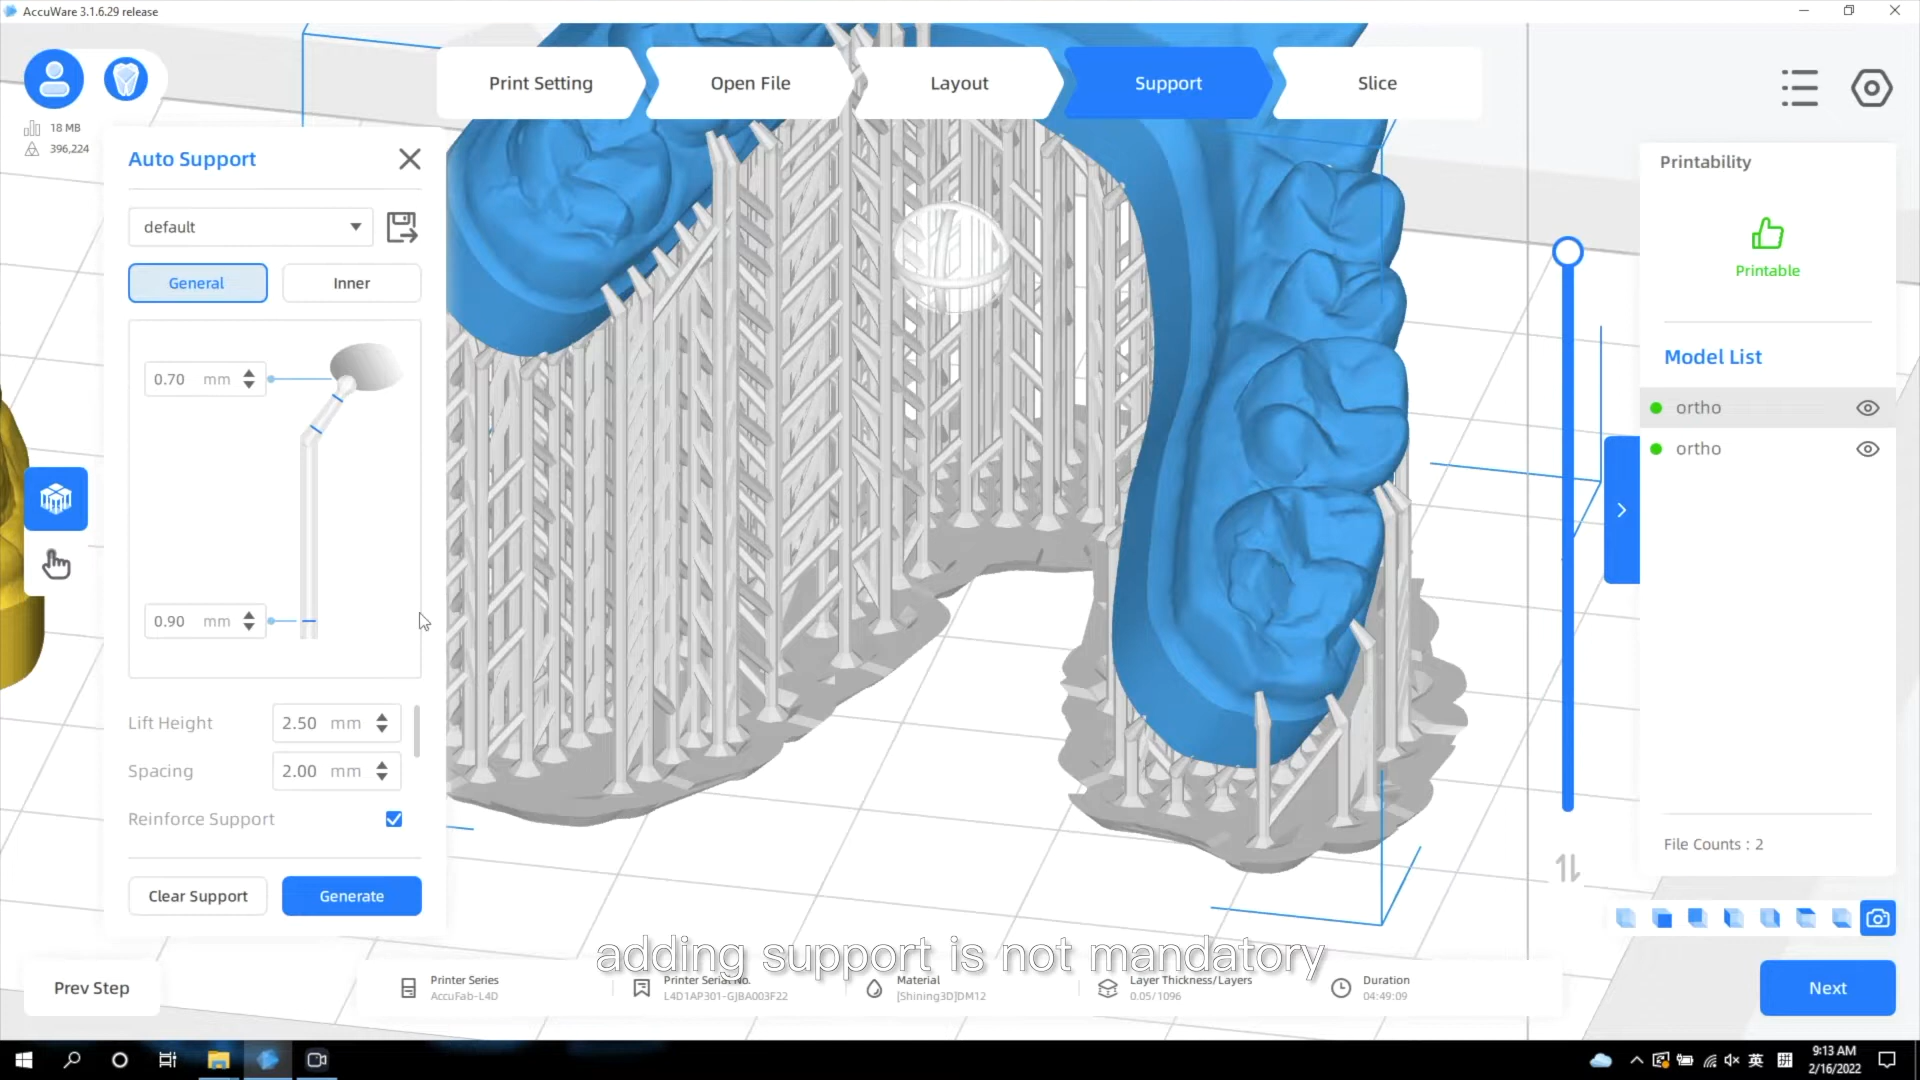 AccuWare 3.1.6.29 release
Print Setting
Open File
Layout
Support
Slice
18 MB
396,224
Auto Support
default
General
Inner
0.70 mm
0.90 mm
Lift Height
2.50 mm
Spacing
2.00 mm
Reinforce Support
Clear Support
Generate
Printability
Printable
Model List
ortho
ortho
File Counts : 2
adding support is not mandatory
Prev Step
Printer Series
AccuFab-L4D
Printer Serial No.
L4D1AP301-GJBA003F22
Material
[Shining3D]DM12
Layer Thickness/Layers
0.05/1096
Duration
04:49:09
Next
英
拼
9:13 AM
2/16/2022